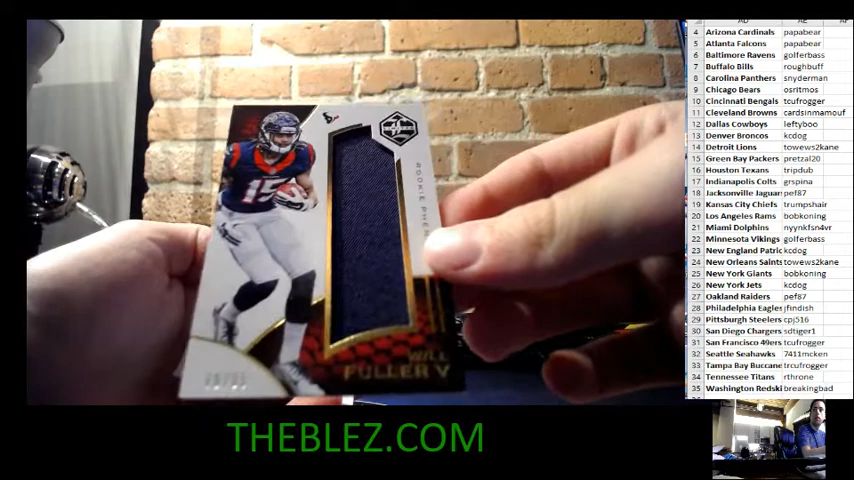 AD AE AF
4 Arizona Cardinals papabear
5 Atlanta Falcons papabear
6 Baltimore Ravens golferbass
7 Buffalo Bills roughbuff
8 Carolina Panthers snyderman
9 Chicago Bears osritmos
10 Cincinnati Bengals tcufrogger
11 Cleveland Browns cardsinmamouf
12 Dallas Cowboys leftyboo
13 Denver Broncos kcdog
14 Detroit Lions towews2kane
15 Green Bay Packers pretzal20
16 Houston Texans tripdub
17 Indianapolis Colts grspina
18 Jacksonville Jaguar pef87
19 Kansas City Chiefs trumpshair
20 Los Angeles Rams bobkoning
21 Miami Dolphins nyynkfsn4vr
22 Minnesota Vikings golferbass
23 New England Patriot kcdog
24 New Orleans Saints towews2kane
25 New York Giants bobkoning
26 New York Jets kcdog
27 Oakland Raiders pef87
28 Philadelphia Eagles jfindish
29 Pittsburgh Steelers cpj516
30 San Diego Chargers sdtiger1
31 San Francisco 49ers tcufrogger
32 Seattle Seahawks 7411mcken
33 Tampa Bay Buccane tcufrogger
34 Tennessee Titans rthrone
35 Washington Redski breakingbad
15
ROOKIE PHEN
WILL
FULLER V
THEBLEZ.COM